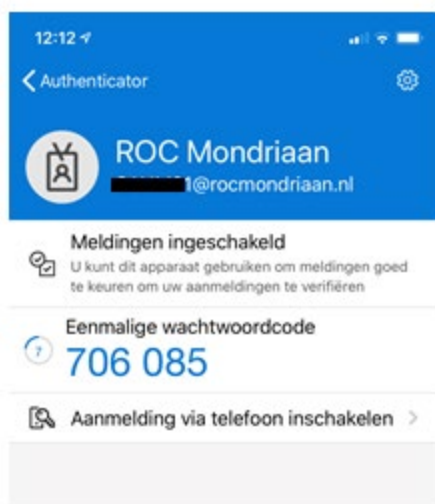 12:12
Authenticator
ROC Mondriaan
1@rocmondriaan.nl
Meldingen ingeschakeld
U kunt dit apparaat gebruiken om meldingen goed
te keuren om uw aanmeldingen te verifiëren
Eenmalige wachtwoordcode
7
706 085
Aanmelding via telefoon inschakelen